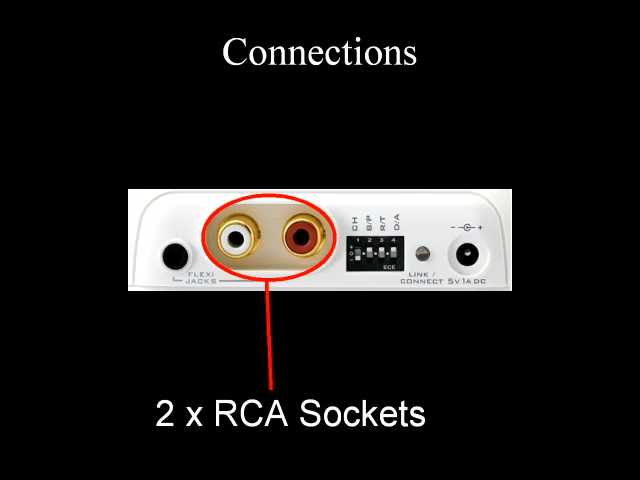 Connections
CH
B/P
R/T
D/A
1 2 3 4
ECE
- +
FLEXI
JACKS
LINK /
CONNECT
5V 1A DC
2 x RCA Sockets